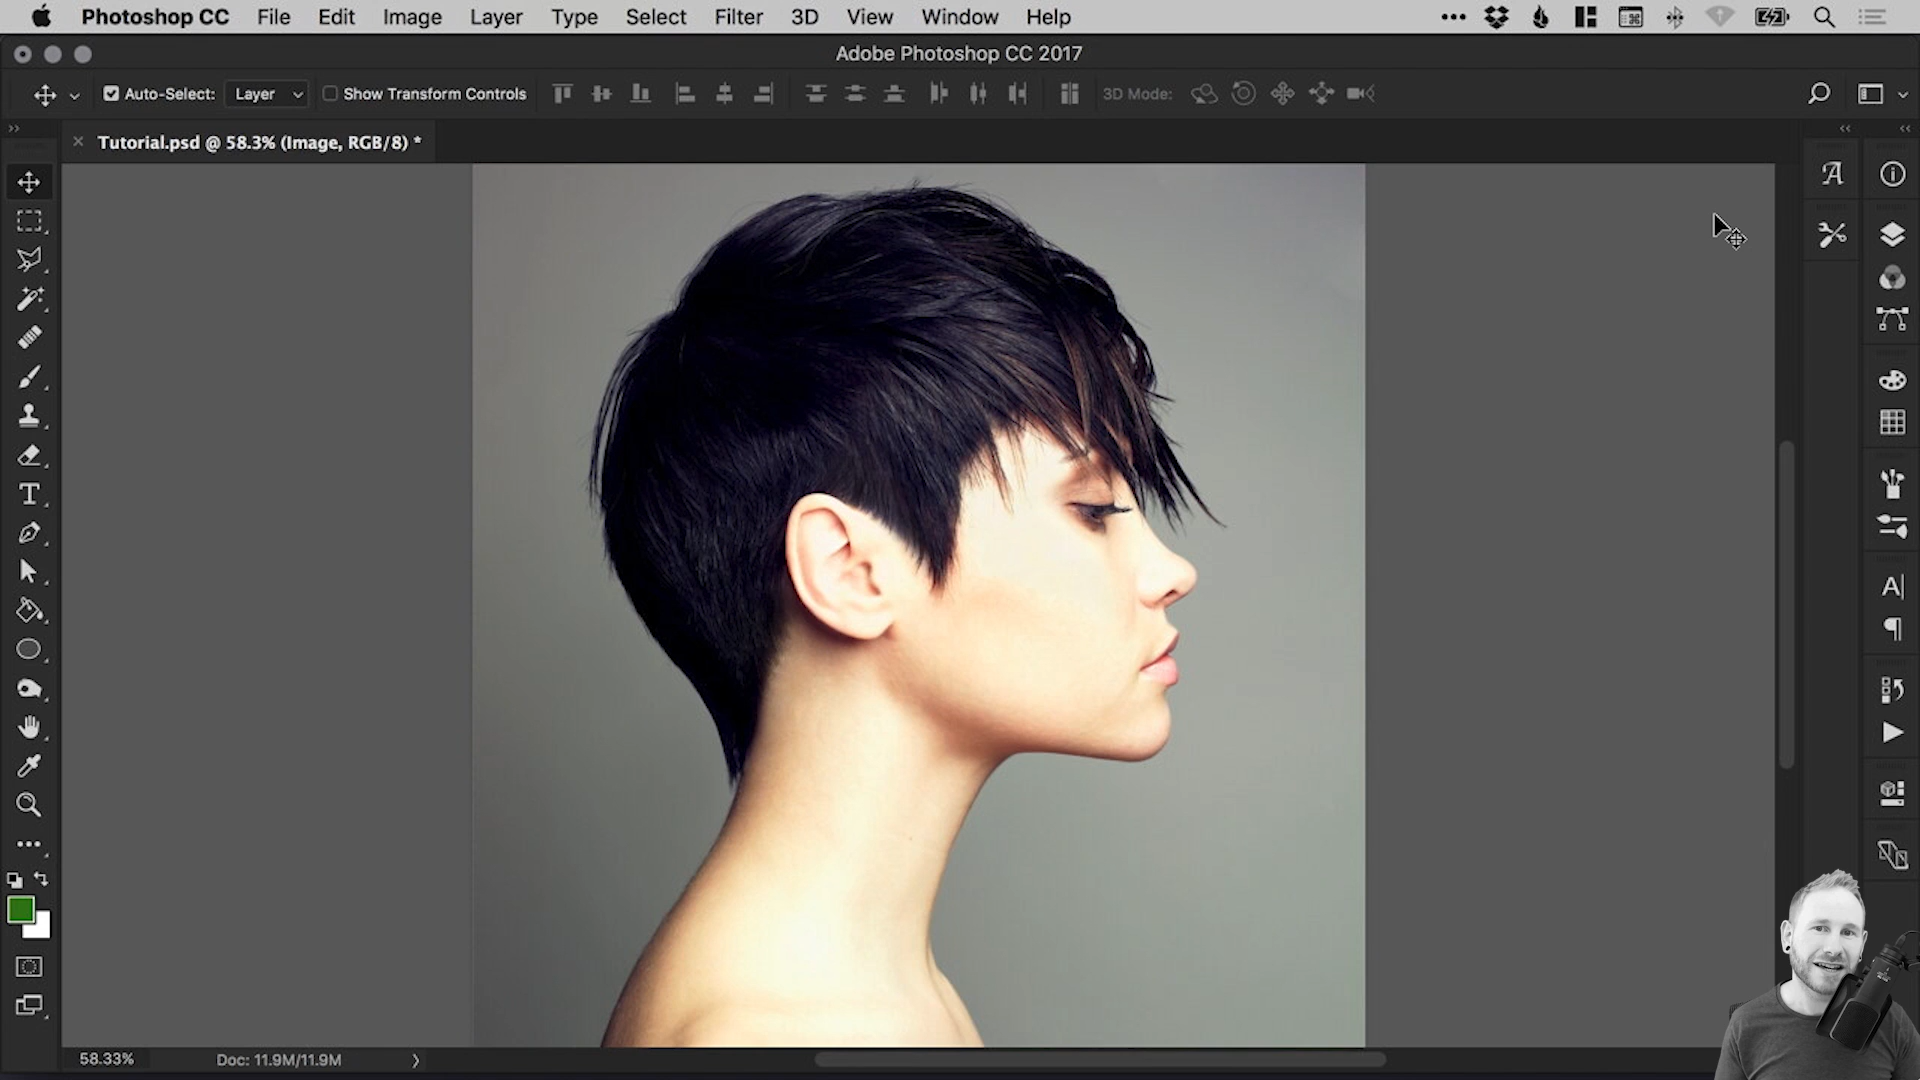 Photoshop CC File Edit Image Layer Type Select Filter 3D View Window Help
Adobe Photoshop CC 2017
Auto-Select: Layer Show Transform Controls 3D Mode:
Tutorial.psd @ 58.3% (Image, RGB/8) *
58.33% Doc: 11.9M/11.9M